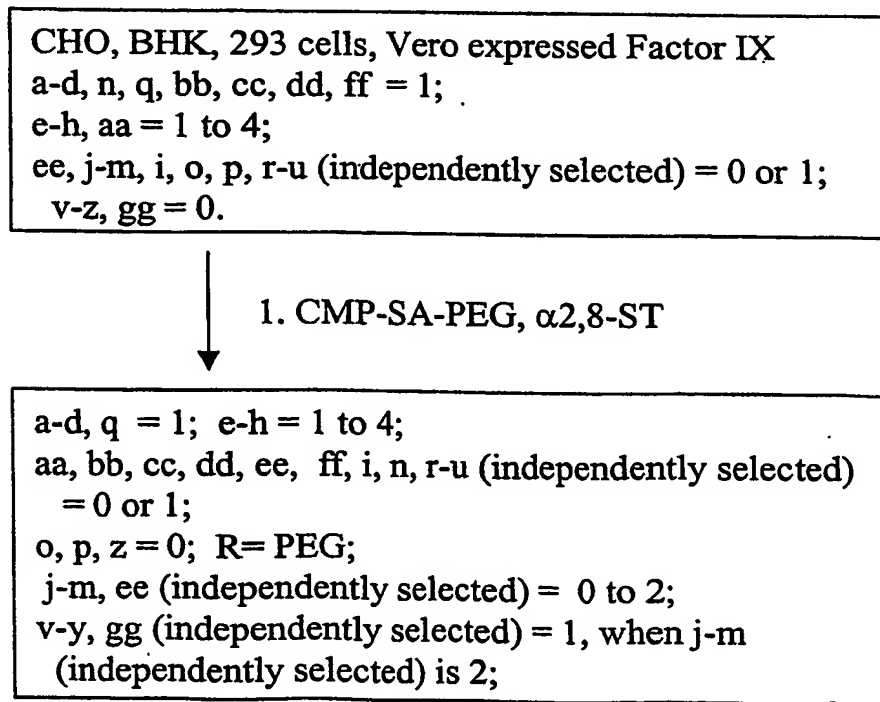 CHO, BHK, 293 cells, Vero expressed Factor IX
a-d, n, q, bb, cc, dd, ff = 1;
e-h, aa = 1 to 4;
ee, j-m, i, o, p, r-u (independently selected) = 0 or 1;
v-z, gg = 0.
1. CMP-SA-PEG, α2,8-ST
a-d, q = 1; e-h = 1 to 4;
aa, bb, cc, dd, ee, ff, i, n, r-u (independently selected)
= 0 or 1;
o, p, z = 0; R= PEG;
j-m, ee (independently selected) = 0 to 2;
v-y, gg (independently selected) = 1, when j-m
(independently selected) is 2;